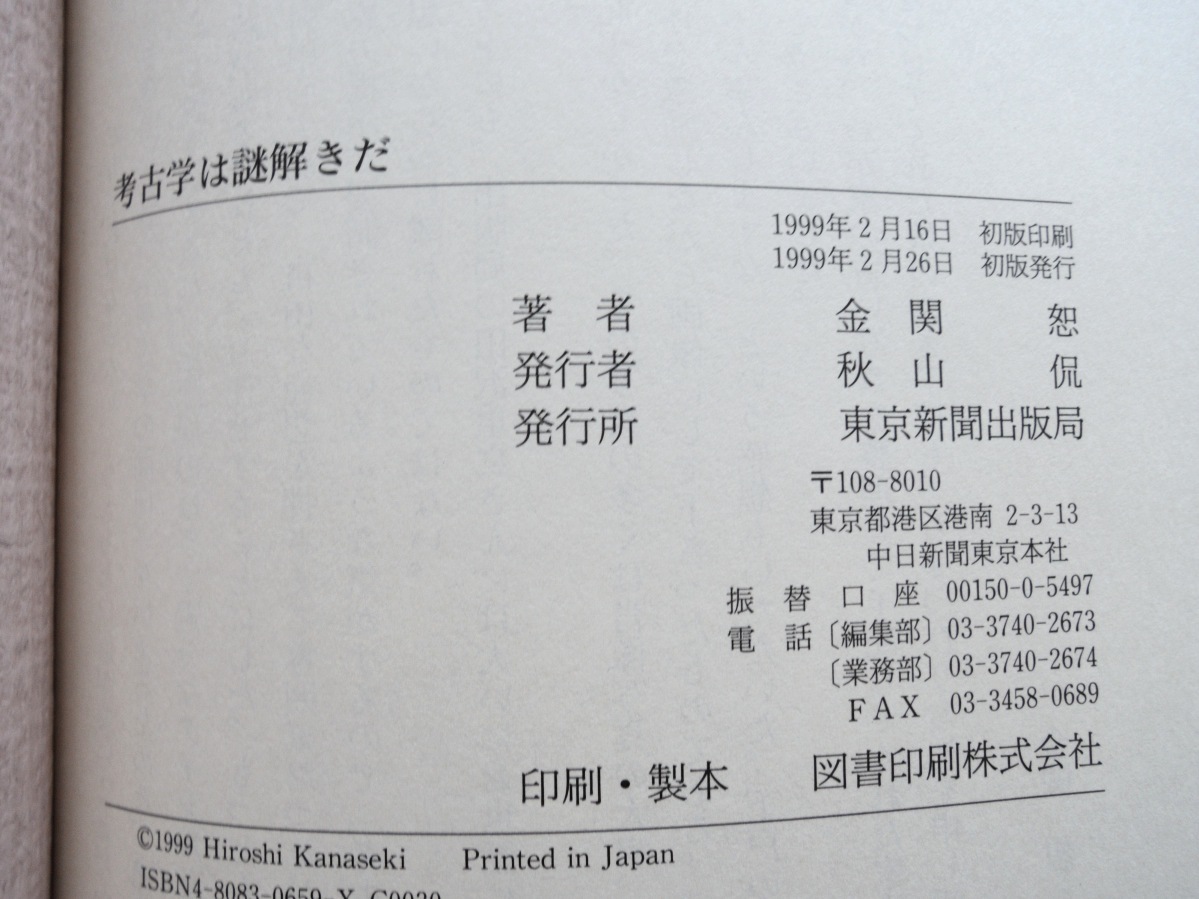 考古学は謎解きだ
1999年2月16日 初版印刷
1999年2月26日 初版発行
著 者 金 関 恕
発行者 秋 山 侃
発行所 東京新聞出版局
〒108-8010
東京都港区港南 2-3-13
中日新聞東京本社
振 替 口 座 00150-0-5497
電 話〔編集部〕03-3740-2673
〔業務部〕03-3740-2674
FAX 03-3458-0689
印刷・製本 図書印刷株式会社
©1999 Hiroshi Kanaseki Printed in Japan
ISBN4-8083-0659-X